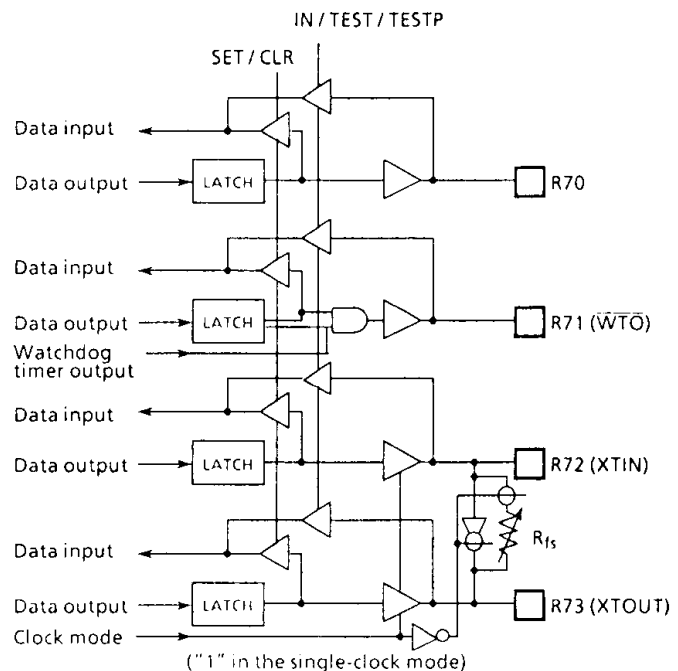 IN / TEST / TESTP
SET / CLR
Data input
Data output
LATCH
R70
Data input
Data output
LATCH
R71 (W̅T̅O̅)
Watchdog
timer output
Data input
Data output
LATCH
R72 (XTIN)
Rfs
Data input
Data output
LATCH
R73 (XTOUT)
Clock mode
("1" in the single-clock mode)